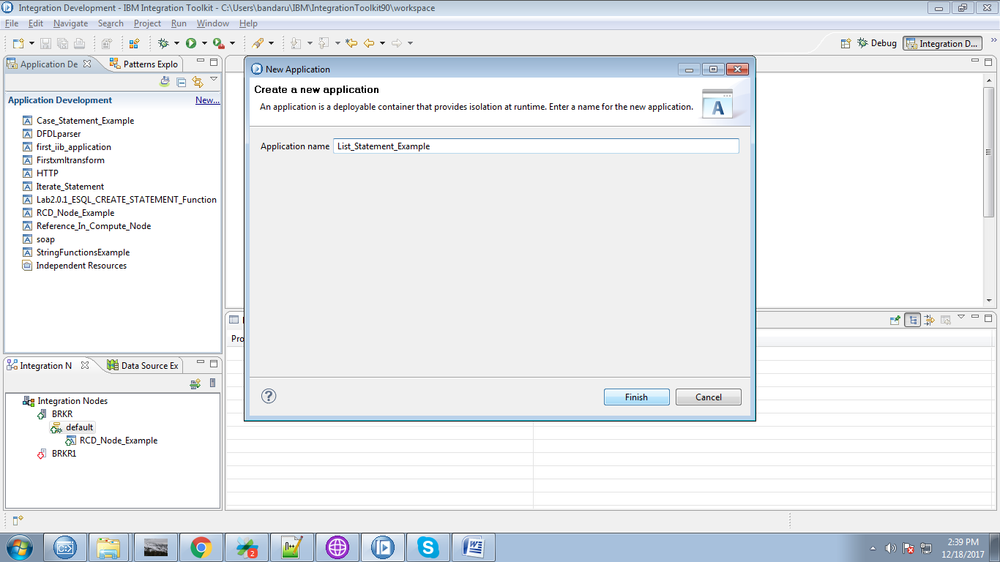 Integration Development - IBM Integration Toolkit - C:\Users\bandaru\IBM\IntegrationToolkit90\workspace
File Edit Navigate Search Project Run Window Help
Debug Integration D...
Application De Patterns Explo
Application Development New...
Case_Statement_Example
DFDLparser
first_iib_application
Firstxmltransform
HTTP
Iterate_Statement
Lab2.0.1_ESQL_CREATE_STATEMENT_Function
RCD_Node_Example
Reference_In_Compute_Node
soap
StringFunctionsExample
Independent Resources
New Application
Create a new application
An application is a deployable container that provides isolation at runtime. Enter a name for the new application.
A
Application name List_Statement_Example
Finish Cancel
Pro
Integration N Data Source Ex
Integration Nodes
BRKR
default
RCD_Node_Example
BRKR1
2:39 PM
12/18/2017